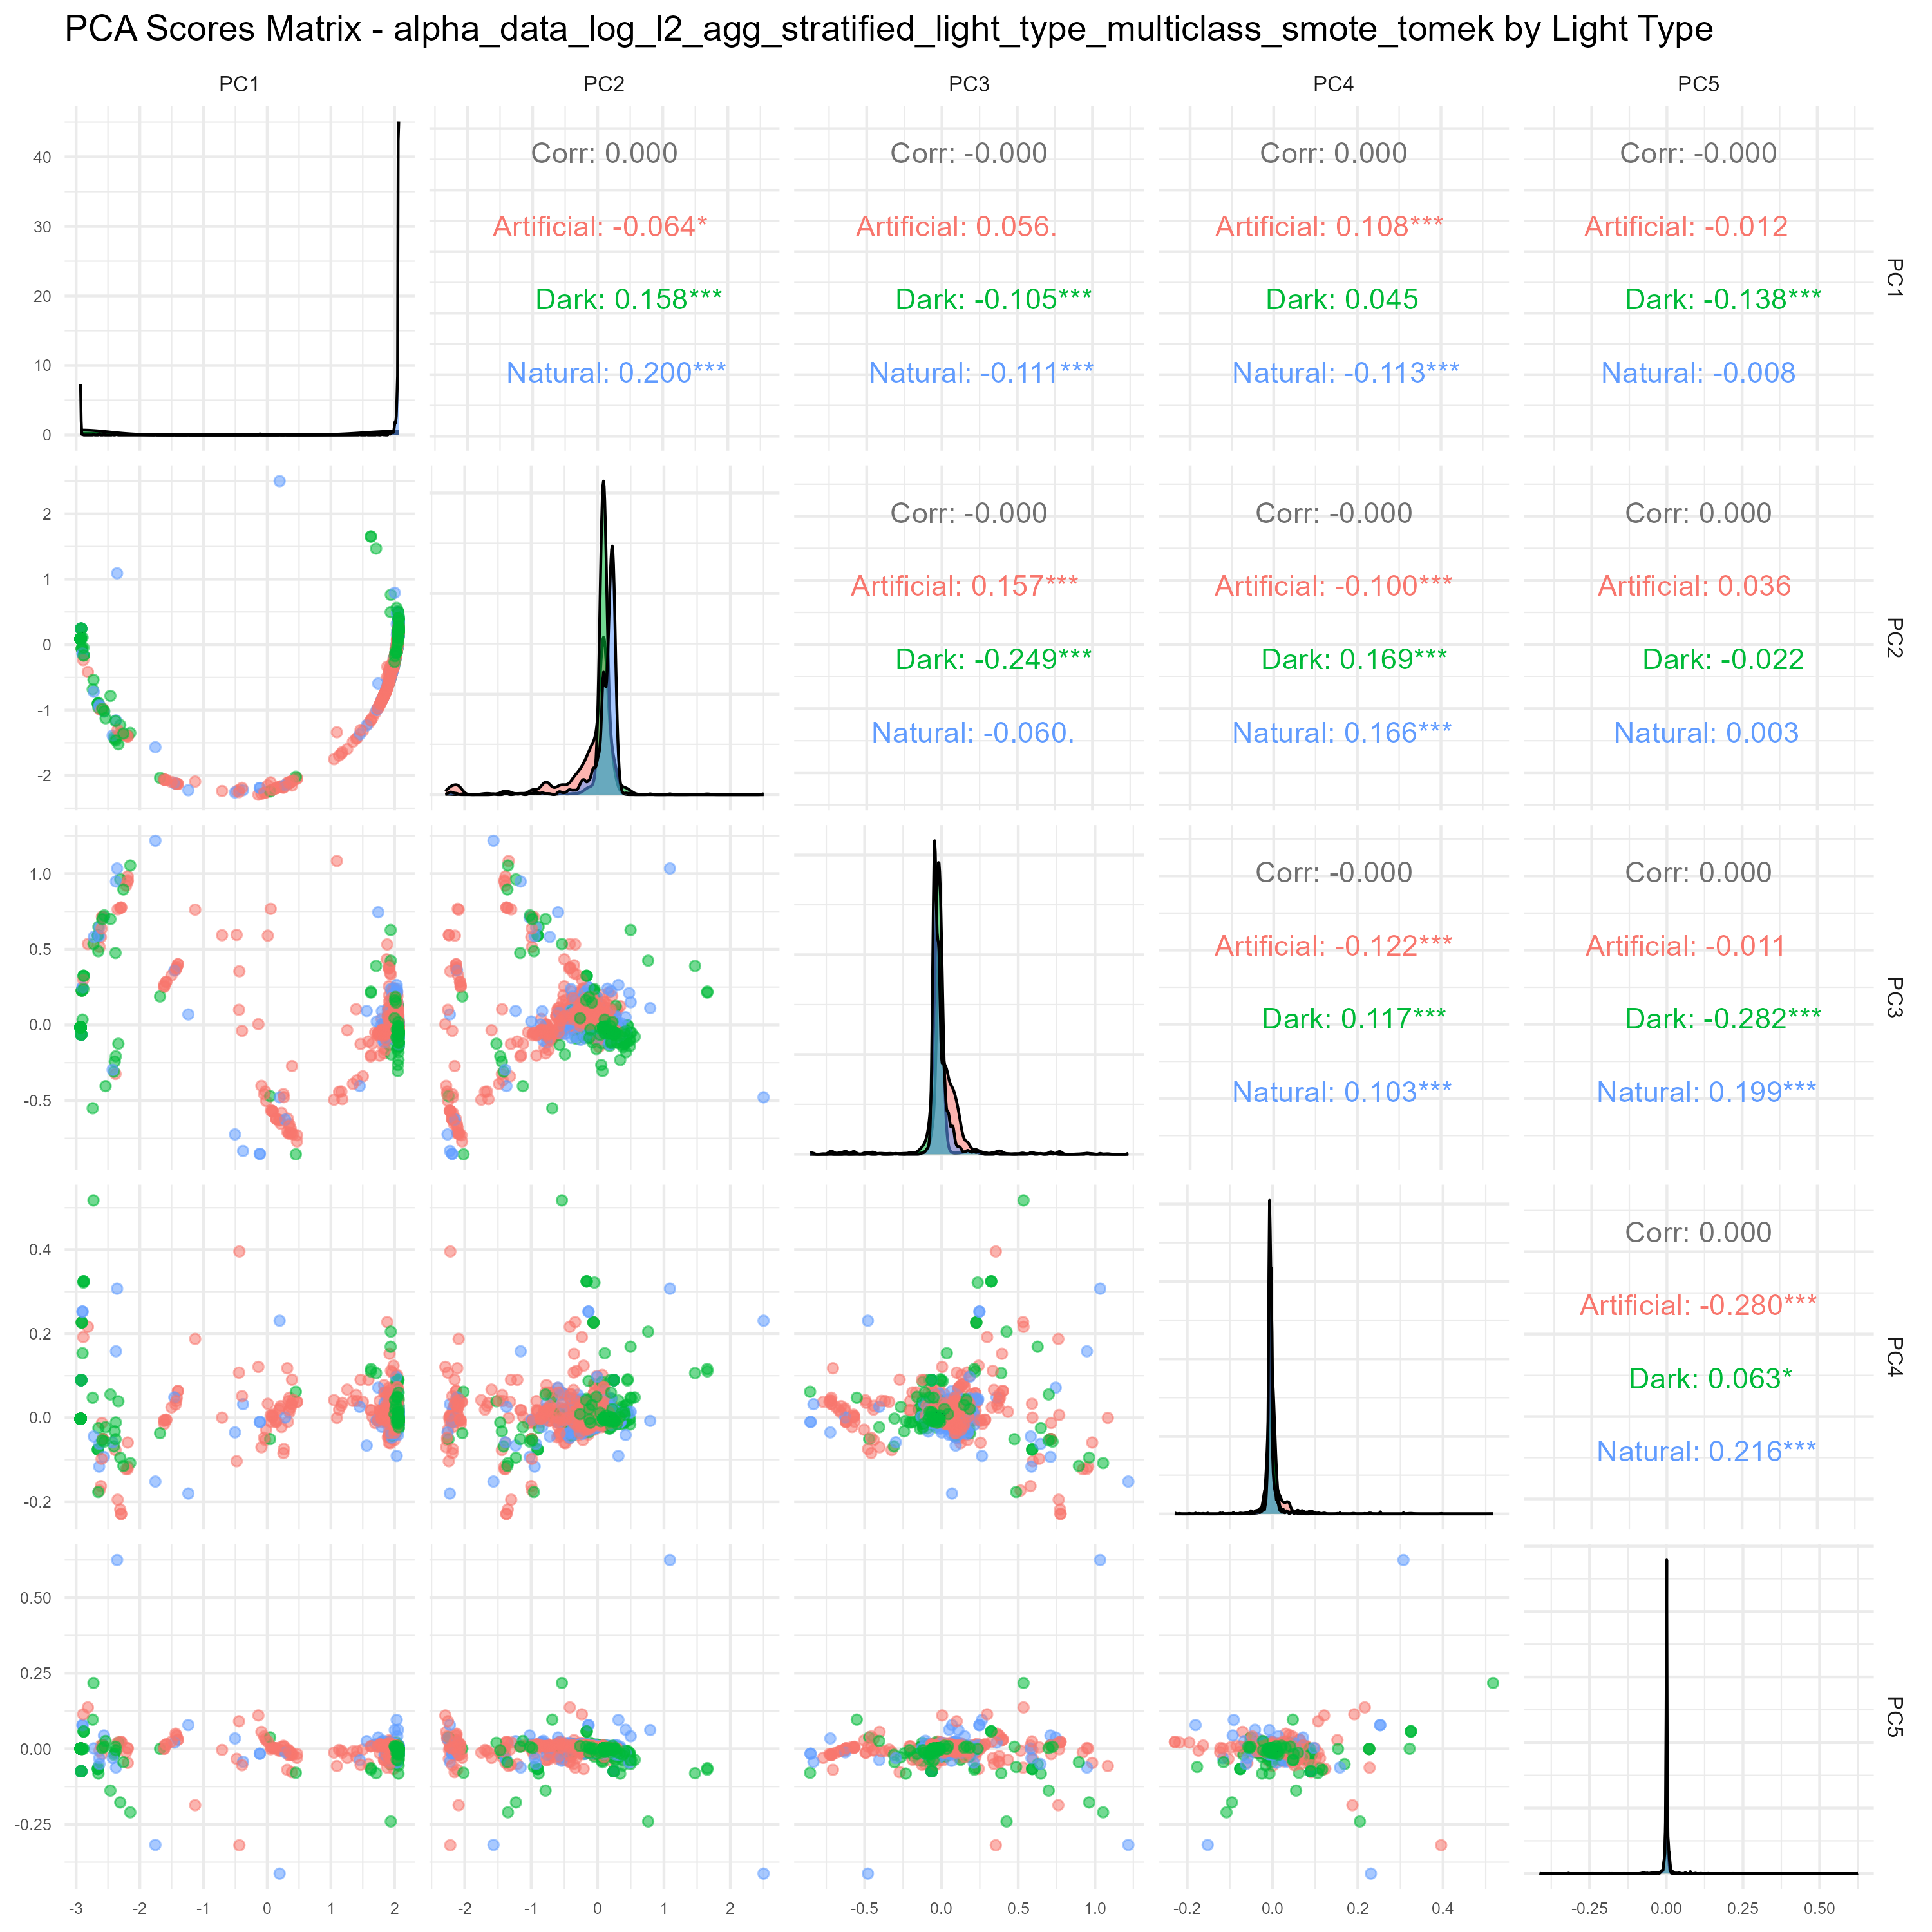 PCA Scores Matrix - alpha_data_log_l2_agg_stratified_light_type_multiclass_smote_tomek by Light Type
PC1 PC2 PC3 PC4 PC5
40
30
20
10
0
Corr: 0.000
Artificial: -0.064*
Dark: 0.158***
Natural: 0.200***
Corr: -0.000
Artificial: 0.056.
Dark: -0.105***
Natural: -0.111***
Corr: 0.000
Artificial: 0.108***
Dark: 0.045
Natural: -0.113***
Corr: -0.000
Artificial: -0.012
Dark: -0.138***
Natural: -0.008
PC1
2
1
0
-1
-2
Corr: -0.000
Artificial: 0.157***
Dark: -0.249***
Natural: -0.060.
Corr: -0.000
Artificial: -0.100***
Dark: 0.169***
Natural: 0.166***
Corr: 0.000
Artificial: 0.036
Dark: -0.022
Natural: 0.003
PC2
1.0
0.5
0.0
-0.5
Corr: -0.000
Artificial: -0.122***
Dark: 0.117***
Natural: 0.103***
Corr: 0.000
Artificial: -0.011
Dark: -0.282***
Natural: 0.199***
PC3
0.4
0.2
0.0
-0.2
Corr: 0.000
Artificial: -0.280***
Dark: 0.063*
Natural: 0.216***
PC4
0.50
0.25
0.00
-0.25
PC5
-3 -2 -1 0 1 2
-2 -1 0 1 2
-0.5 0.0 0.5 1.0
-0.2 0.0 0.2 0.4
-0.25 0.00 0.25 0.50